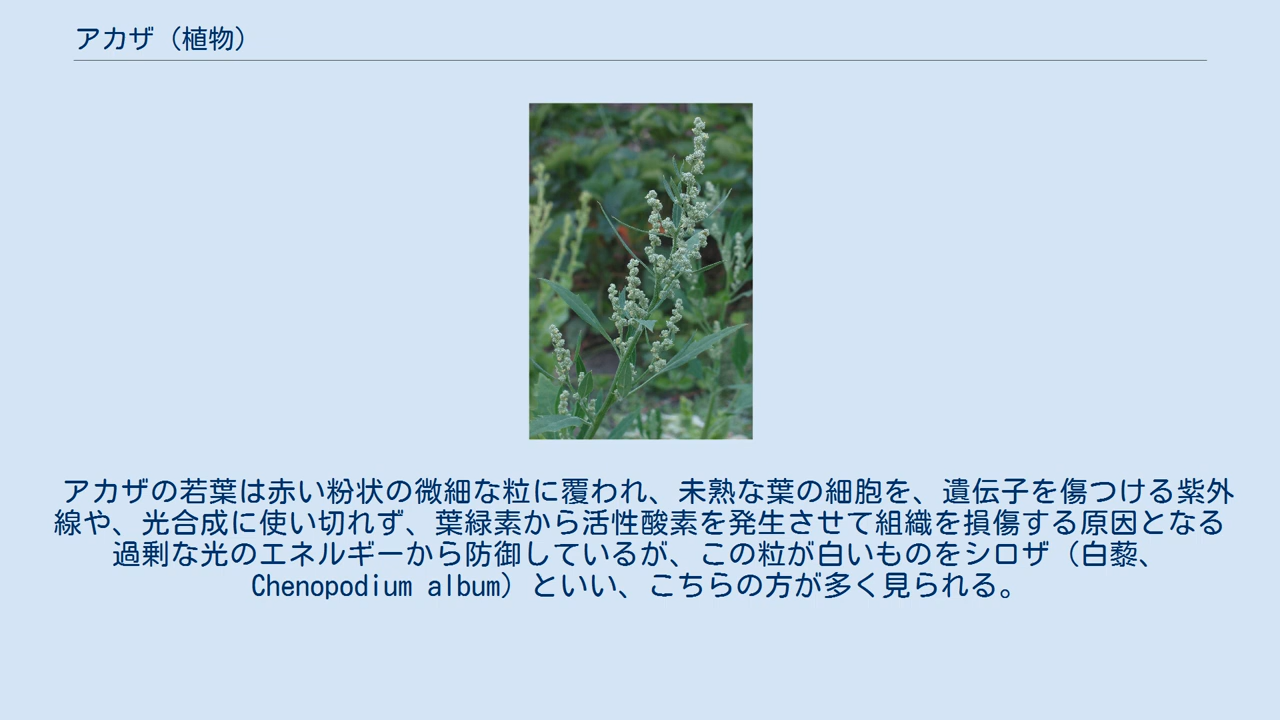 アカザ（植物）
アカザの若葉は赤い粉状の微細な粒に覆われ、未熟な葉の細胞を、遺伝子を傷つける紫外
線や、光合成に使い切れず、葉緑素から活性酸素を発生させて組織を損傷する原因となる
過剰な光のエネルギーから防御しているが、この粒が白いものをシロザ（白藜、
Chenopodium album）といい、こちらの方が多く見られる。